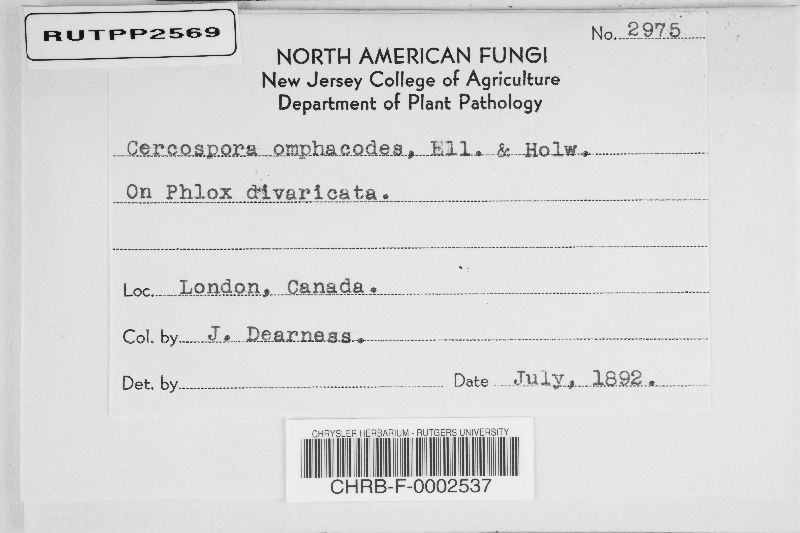 RUTPP2569
No. 2975
NORTH AMERICAN FUNGI
New Jersey College of Agriculture
Department of Plant Pathology
Cercospora omphacodes, Ell. & Holw.
On Phlox divaricata.
Loc. London, Canada.
Col. by J. Dearness.
Det. by
Date July, 1892.
CHRYSLER HERBARIUM - RUTGERS UNIVERSITY
CHRB-F-0002537